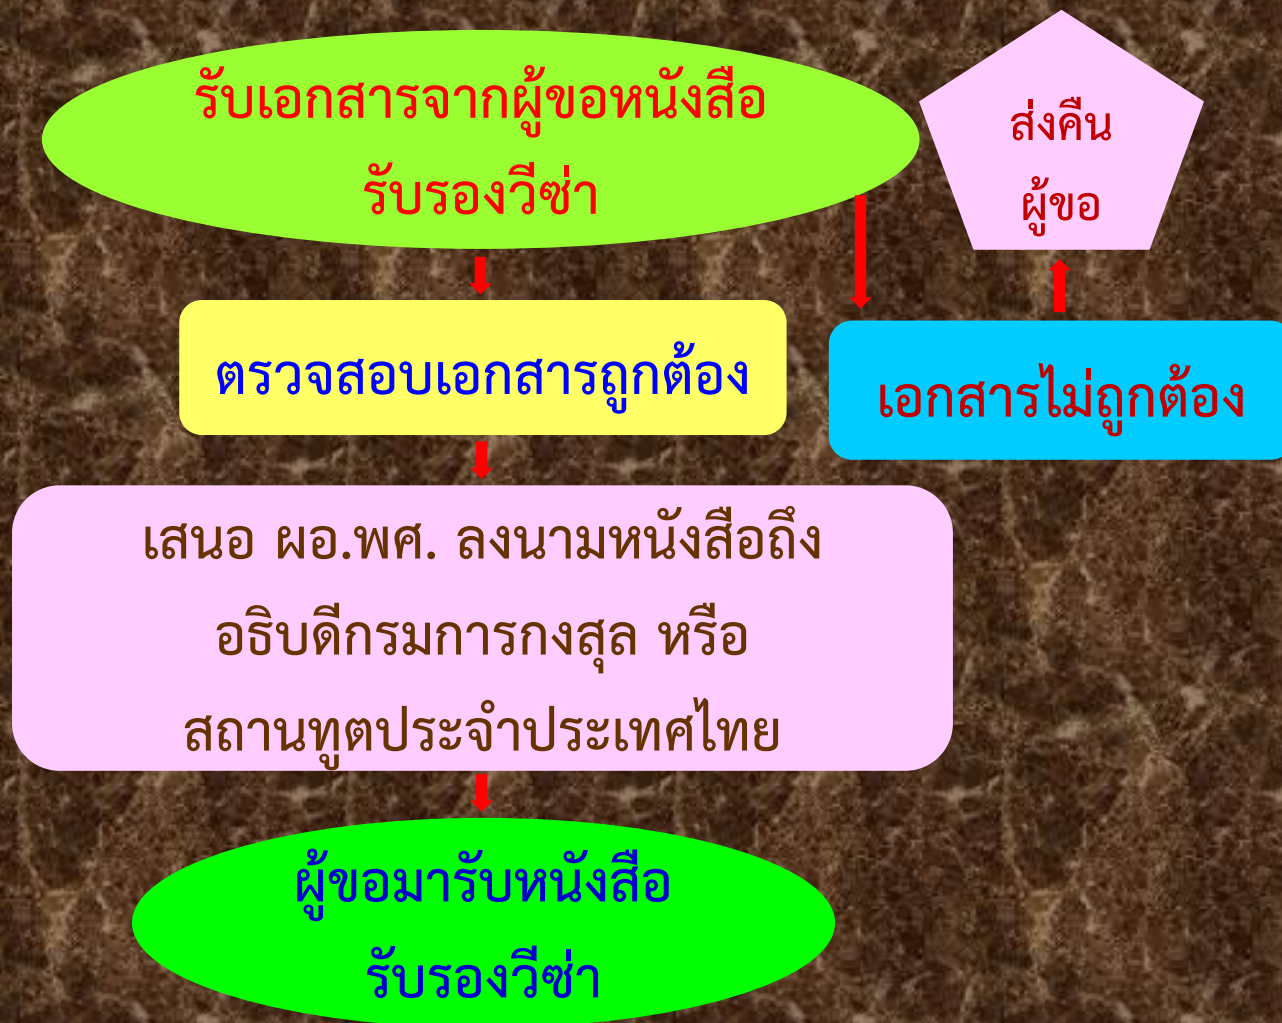 รับเอกสารจากผู้ขอหนังสือ
รับรองวีซ่า
ส่งคืน
ผู้ขอ
ตรวจสอบเอกสารถูกต้อง
เอกสารไม่ถูกต้อง
เสนอ ผอ.พศ. ลงนามหนังสือถึง
อธิบดีกรมการกงสุล หรือ
สถานทูตประจำประเทศไทย
ผู้ขอมารับหนังสือ
รับรองวีซ่า